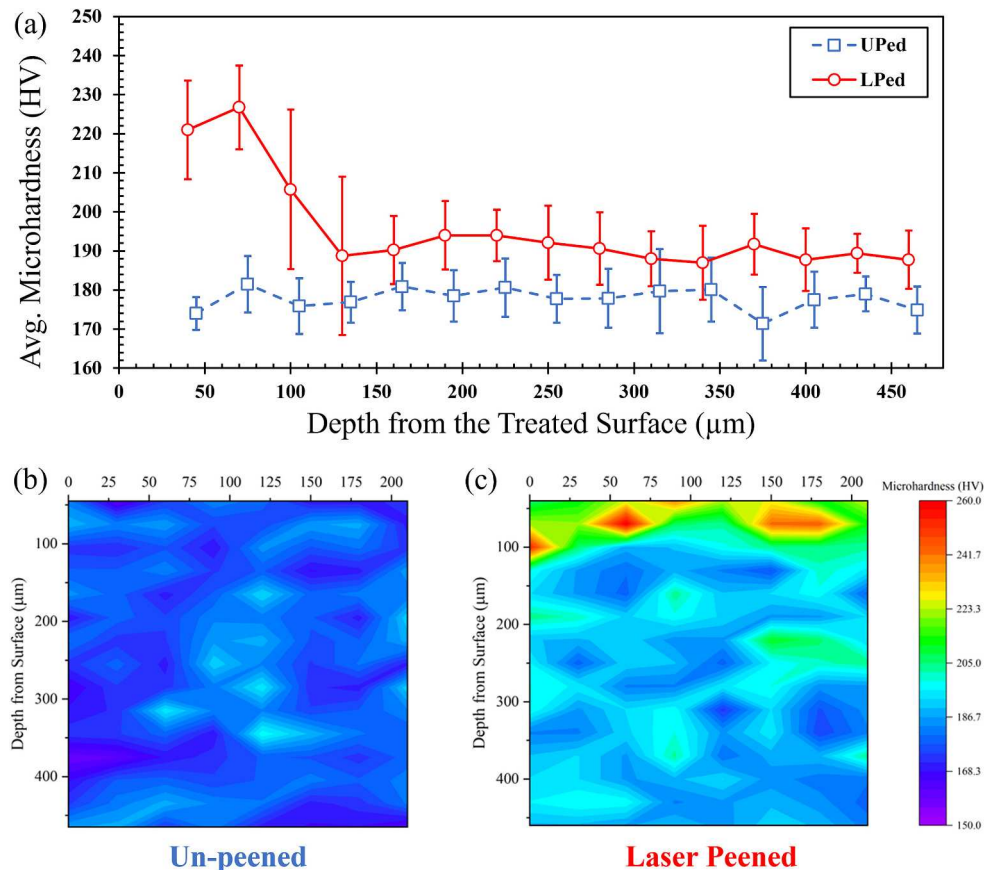 (a)
250
240
230
220
210
200
190
180
170
160
Avg. Microhardness (HV)
UPed
LPed
0 50 100 150 200 250 300 350 400 450
Depth from the Treated Surface (µm)
(b)
0 25 50 75 100 125 150 175 200
100
200
300
400
Depth from Surface (µm)
Un-peened
(c)
0 25 50 75 100 125 150 175 200
100
200
300
400
Depth from Surface (µm)
Laser Peened
Microhardness (HV)
260.0
241.7
223.3
205.0
186.7
168.3
150.0